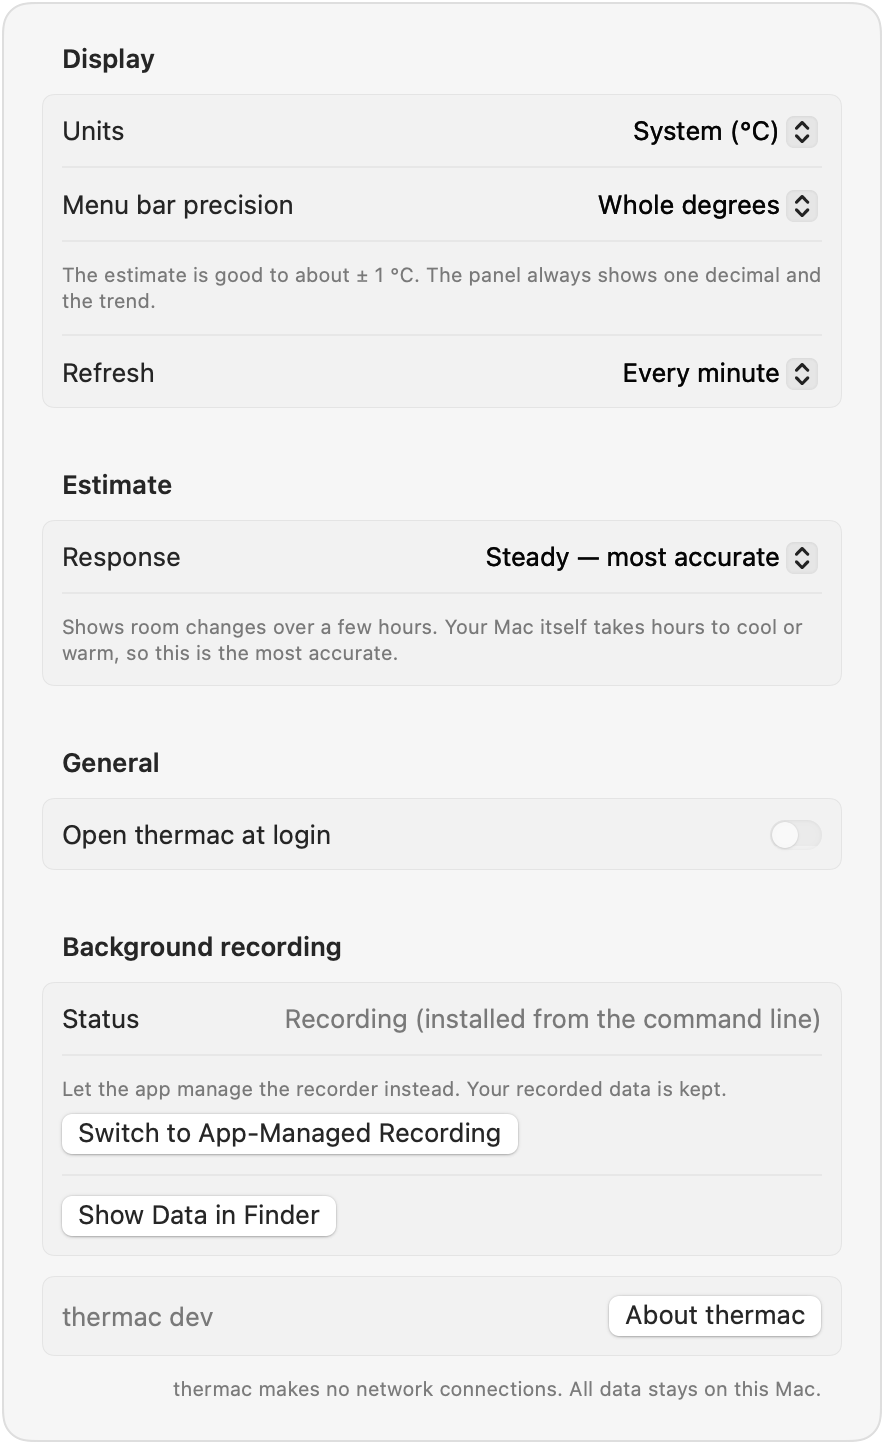 Display
Units
System (°C)
Menu bar precision
Whole degrees
The estimate is good to about ± 1 °C. The panel always shows one decimal and
the trend.
Refresh
Every minute
Estimate
Response
Steady — most accurate
Shows room changes over a few hours. Your Mac itself takes hours to cool or
warm, so this is the most accurate.
General
Open thermac at login
Background recording
Status
Recording (installed from the command line)
Let the app manage the recorder instead. Your recorded data is kept.
Switch to App-Managed Recording
Show Data in Finder
thermac dev
About thermac
thermac makes no network connections. All data stays on this Mac.